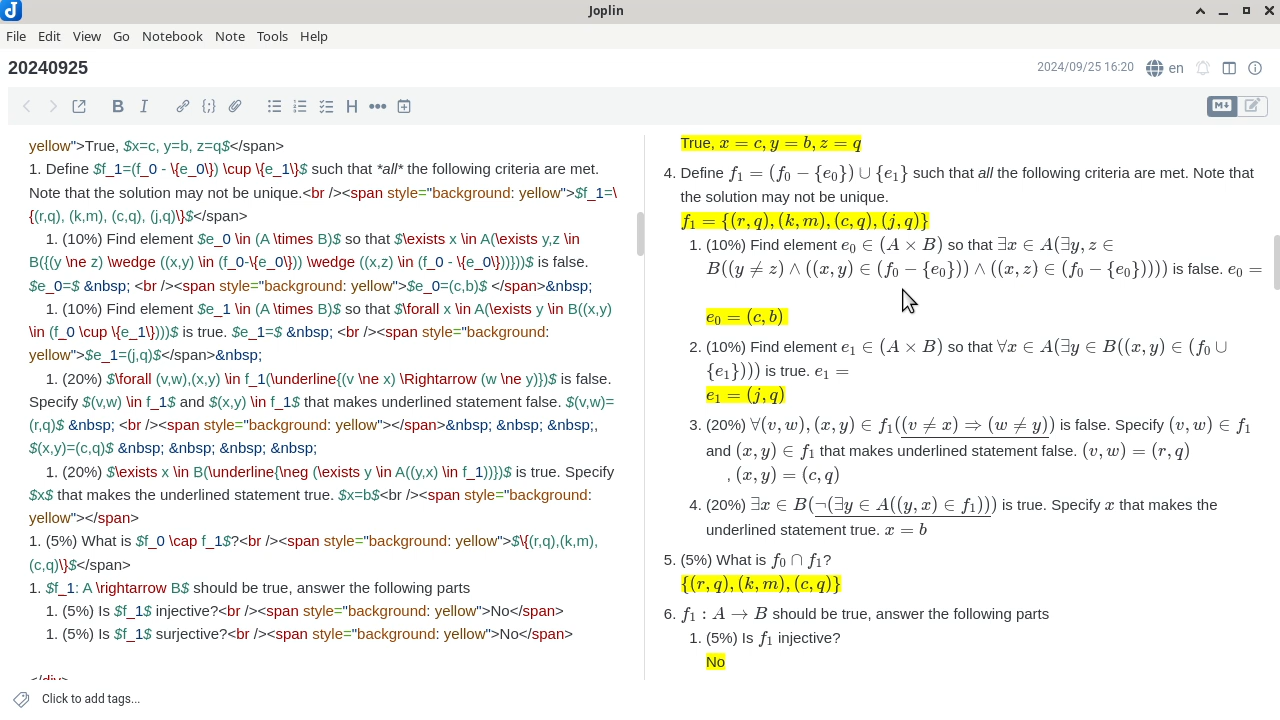 Joplin
File Edit View Go Notebook Note Tools Help
20240925
2024/09/25 16:20 en
yellow">True, $x=c, y=b, z=q$</span>
1. Define $f_1=(f_0 - \{e_0\}) \cup \{e_1\}$ such that *all* the following criteria are met.
Note that the solution may not be unique.<br /><span style="background: yellow">$f_1=\
{(r,q), (k,m), (c,q), (j,q)\}$</span>
1. (10%) Find element $e_0 \in (A \times B)$ so that $\exists x \in A(\exists y,z \in
B({(y \ne z) \wedge ((x,y) \in (f_0-\{e_0\})) \wedge ((x,z) \in (f_0 - \{e_0\}))}))$ is false.
$e_0=$ &nbsp; <br /><span style="background: yellow">$e_0=(c,b)$ </span>&nbsp;
1. (10%) Find element $e_1 \in (A \times B)$ so that $\forall x \in A(\exists y \in B((x,y)
\in (f_0 \cup \{e_1\})))$ is true. $e_1=$ &nbsp; <br /><span style="background:
yellow">$e_1=(j,q)$</span>&nbsp;
1. (20%) $\forall (v,w),(x,y) \in f_1(\underline{(v \ne x) \Rightarrow (w \ne y)})$ is false.
Specify $(v,w) \in f_1$ and $(x,y) \in f_1$ that makes underlined statement false. $(v,w)=
(r,q)$ &nbsp; <br /><span style="background: yellow"></span>&nbsp; &nbsp; &nbsp;,
$(x,y)=(c,q)$ &nbsp; &nbsp; &nbsp; &nbsp;
1. (20%) $\exists x \in B(\underline{\neg (\exists y \in A((y,x) \in f_1))})$ is true. Specify
$x$ that makes the underlined statement true. $x=b$<br /><span style="background:
yellow"></span>
1. (5%) What is $f_0 \cap f_1$?<br /><span style="background: yellow">$\{(r,q),(k,m),
(c,q)\}$</span>
1. $f_1: A \rightarrow B$ should be true, answer the following parts
1. (5%) Is $f_1$ injective?<br /><span style="background: yellow">No</span>
1. (5%) Is $f_1$ surjective?<br /><span style="background: yellow">No</span>
</div>
True, x = c, y = b, z = q
4. Define f₁ = (f₀ − {e₀}) ∪ {e₁} such that all the following criteria are met. Note that
the solution may not be unique.
f₁ = {(r, q), (k, m), (c, q), (j, q)}
1. (10%) Find element e₀ ∈ (A × B) so that ∃x ∈ A(∃y, z ∈
B((y ≠ z) ∧ ((x, y) ∈ (f₀ − {e₀})) ∧ ((x, z) ∈ (f₀ − {e₀})))) is false. e₀ =
e₀ = (c, b)
2. (10%) Find element e₁ ∈ (A × B) so that ∀x ∈ A(∃y ∈ B((x, y) ∈ (f₀ ∪
{e₁}))) is true. e₁ =
e₁ = (j, q)
3. (20%) ∀(v, w), (x, y) ∈ f₁((v ≠ x) ⇒ (w ≠ y)) is false. Specify (v, w) ∈ f₁
and (x, y) ∈ f₁ that makes underlined statement false. (v, w) = (r, q)
, (x, y) = (c, q)
4. (20%) ∃x ∈ B(¬(∃y ∈ A((y, x) ∈ f₁))) is true. Specify x that makes the
underlined statement true. x = b
5. (5%) What is f₀ ∩ f₁?
{(r, q), (k, m), (c, q)}
6. f₁ : A → B should be true, answer the following parts
1. (5%) Is f₁ injective?
No
Click to add tags...